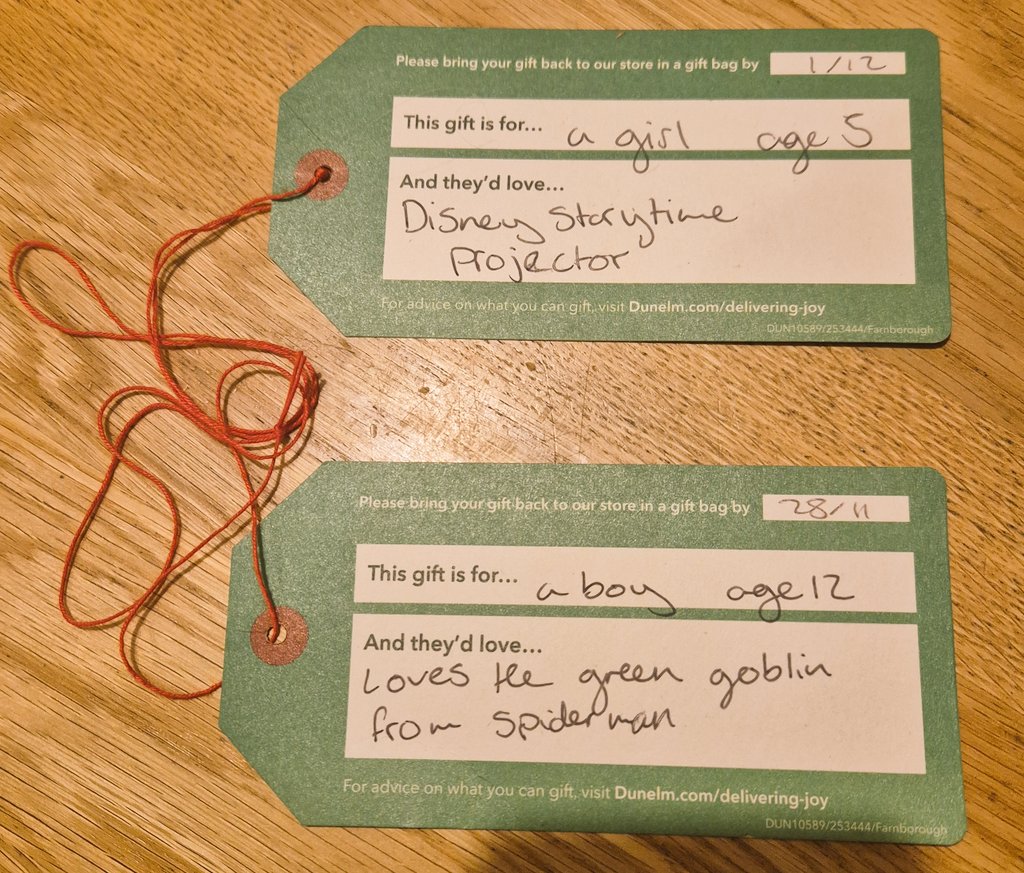 Please bring your gift back to our store in a gift bag by 1/12
This gift is for... a girl age 5
And they'd love...
Disney Storytime
Projector
For advice on what you can gift, visit Dunelm.com/delivering-joy
DUN10589/253444/Farnborough
Please bring your gift back to our store in a gift bag by 28/11
This gift is for... a boy age 12
And they'd love...
Loves the green goblin
from spiderman
For advice on what you can gift, visit Dunelm.com/delivering-joy
DUN10589/253444/Farnborough